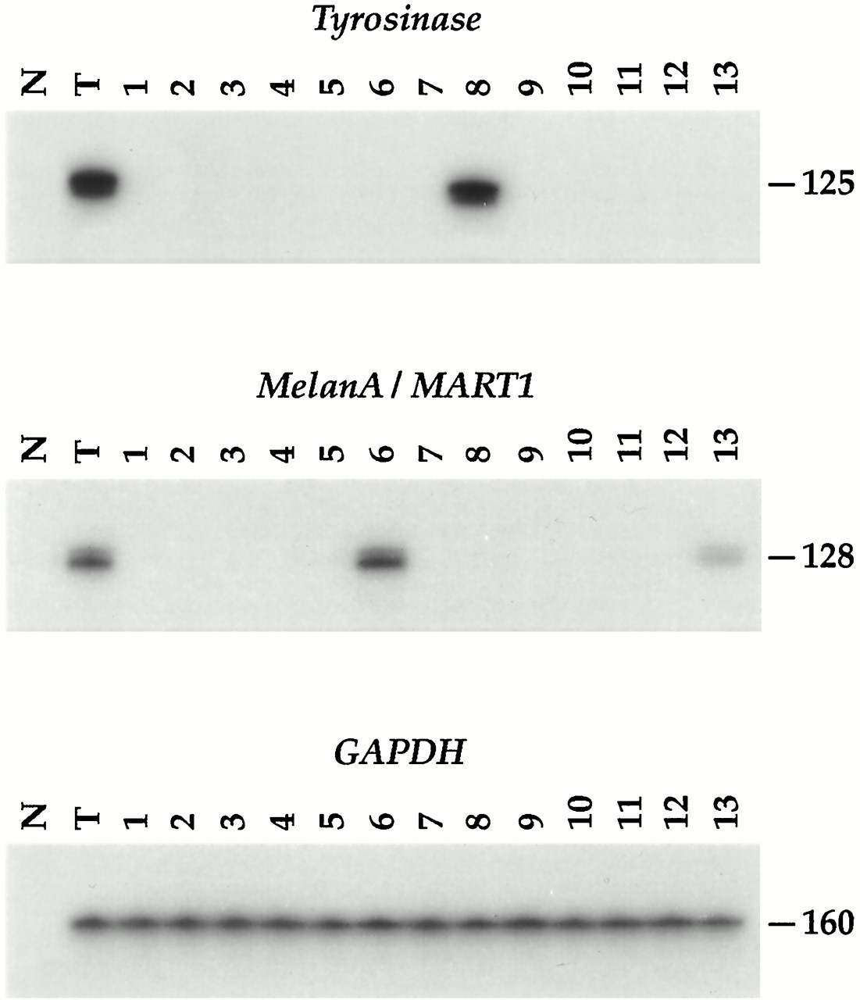 Tyrosinase
N T 1 2 3 4 5 6 7 8 9 10 11 12 13
— 125
MelanA / MART1
N T 1 2 3 4 5 6 7 8 9 10 11 12 13
— 128
GAPDH
N T 1 2 3 4 5 6 7 8 9 10 11 12 13
— 160